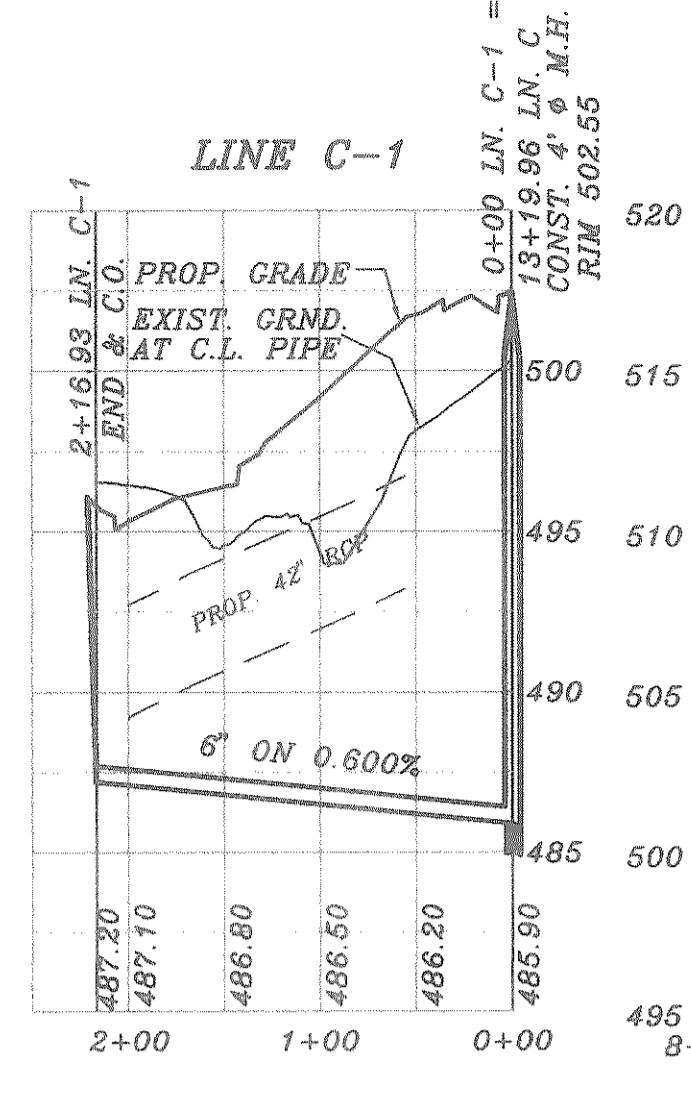 LINE C-1
2+16.93 LN. C-1
END & C.O.
0+00 LN. C-1 =
13+19.96 LN. C
CONST. 4' ϕ M.H.
RIM 502.55
PROP. GRADE
EXIST. GRND.
AT C.L. PIPE
PROP. 42" RCP
6" ON 0.600%
500
495
490
485
520
515
510
505
500
495
487.20
487.10
486.80
486.50
486.20
485.90
2+00
1+00
0+00
8-